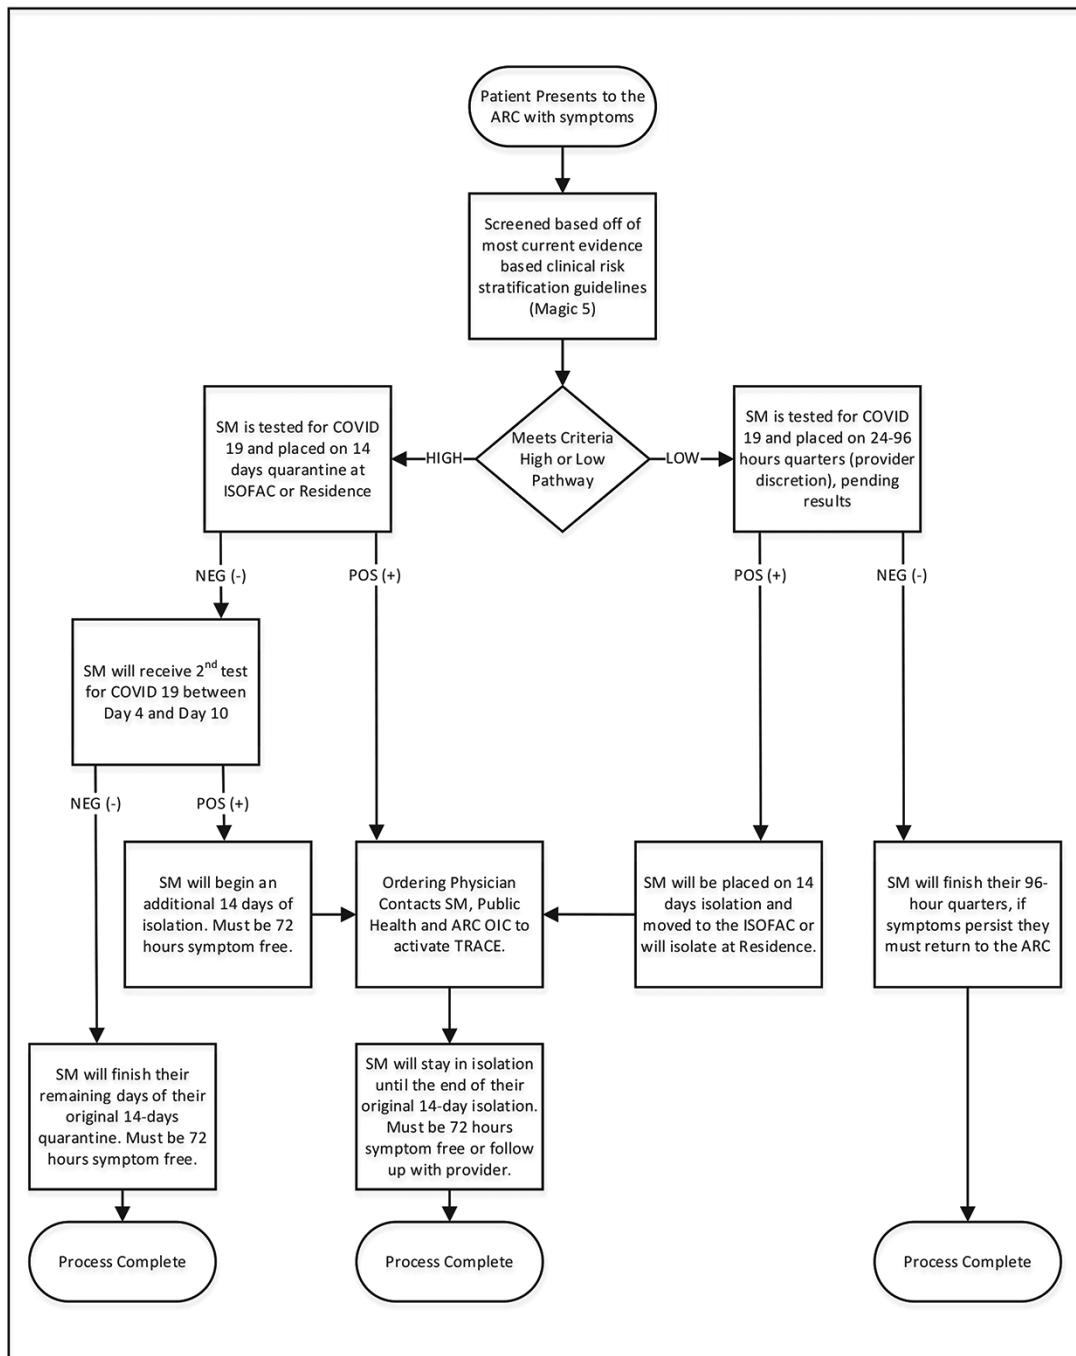 Patient Presents to the
ARC with symptoms
Screened based off of
most current evidence
based clinical risk
stratification guidelines
(Magic 5)
SM is tested for COVID
19 and placed on 14
days quarantine at
ISOFAC or Residence
HIGH
Meets Criteria
High or Low
Pathway
LOW
SM is tested for COVID
19 and placed on 24-96
hours quarters (provider
discretion), pending
results
NEG (-)
POS (+)
POS (+)
NEG (-)
SM will receive 2nd test
for COVID 19 between
Day 4 and Day 10
NEG (-)
POS (+)
SM will begin an
additional 14 days of
isolation. Must be 72
hours symptom free.
Ordering Physician
Contacts SM, Public
Health and ARC OIC to
activate TRACE.
SM will be placed on 14
days isolation and
moved to the ISOFAC or
will isolate at Residence.
SM will finish their 96-
hour quarters, if
symptoms persist they
must return to the ARC
SM will finish their
remaining days of their
original 14-days
quarantine. Must be 72
hours symptom free.
SM will stay in isolation
until the end of their
original 14-day isolation.
Must be 72 hours
symptom free or follow
up with provider.
Process Complete
Process Complete
Process Complete